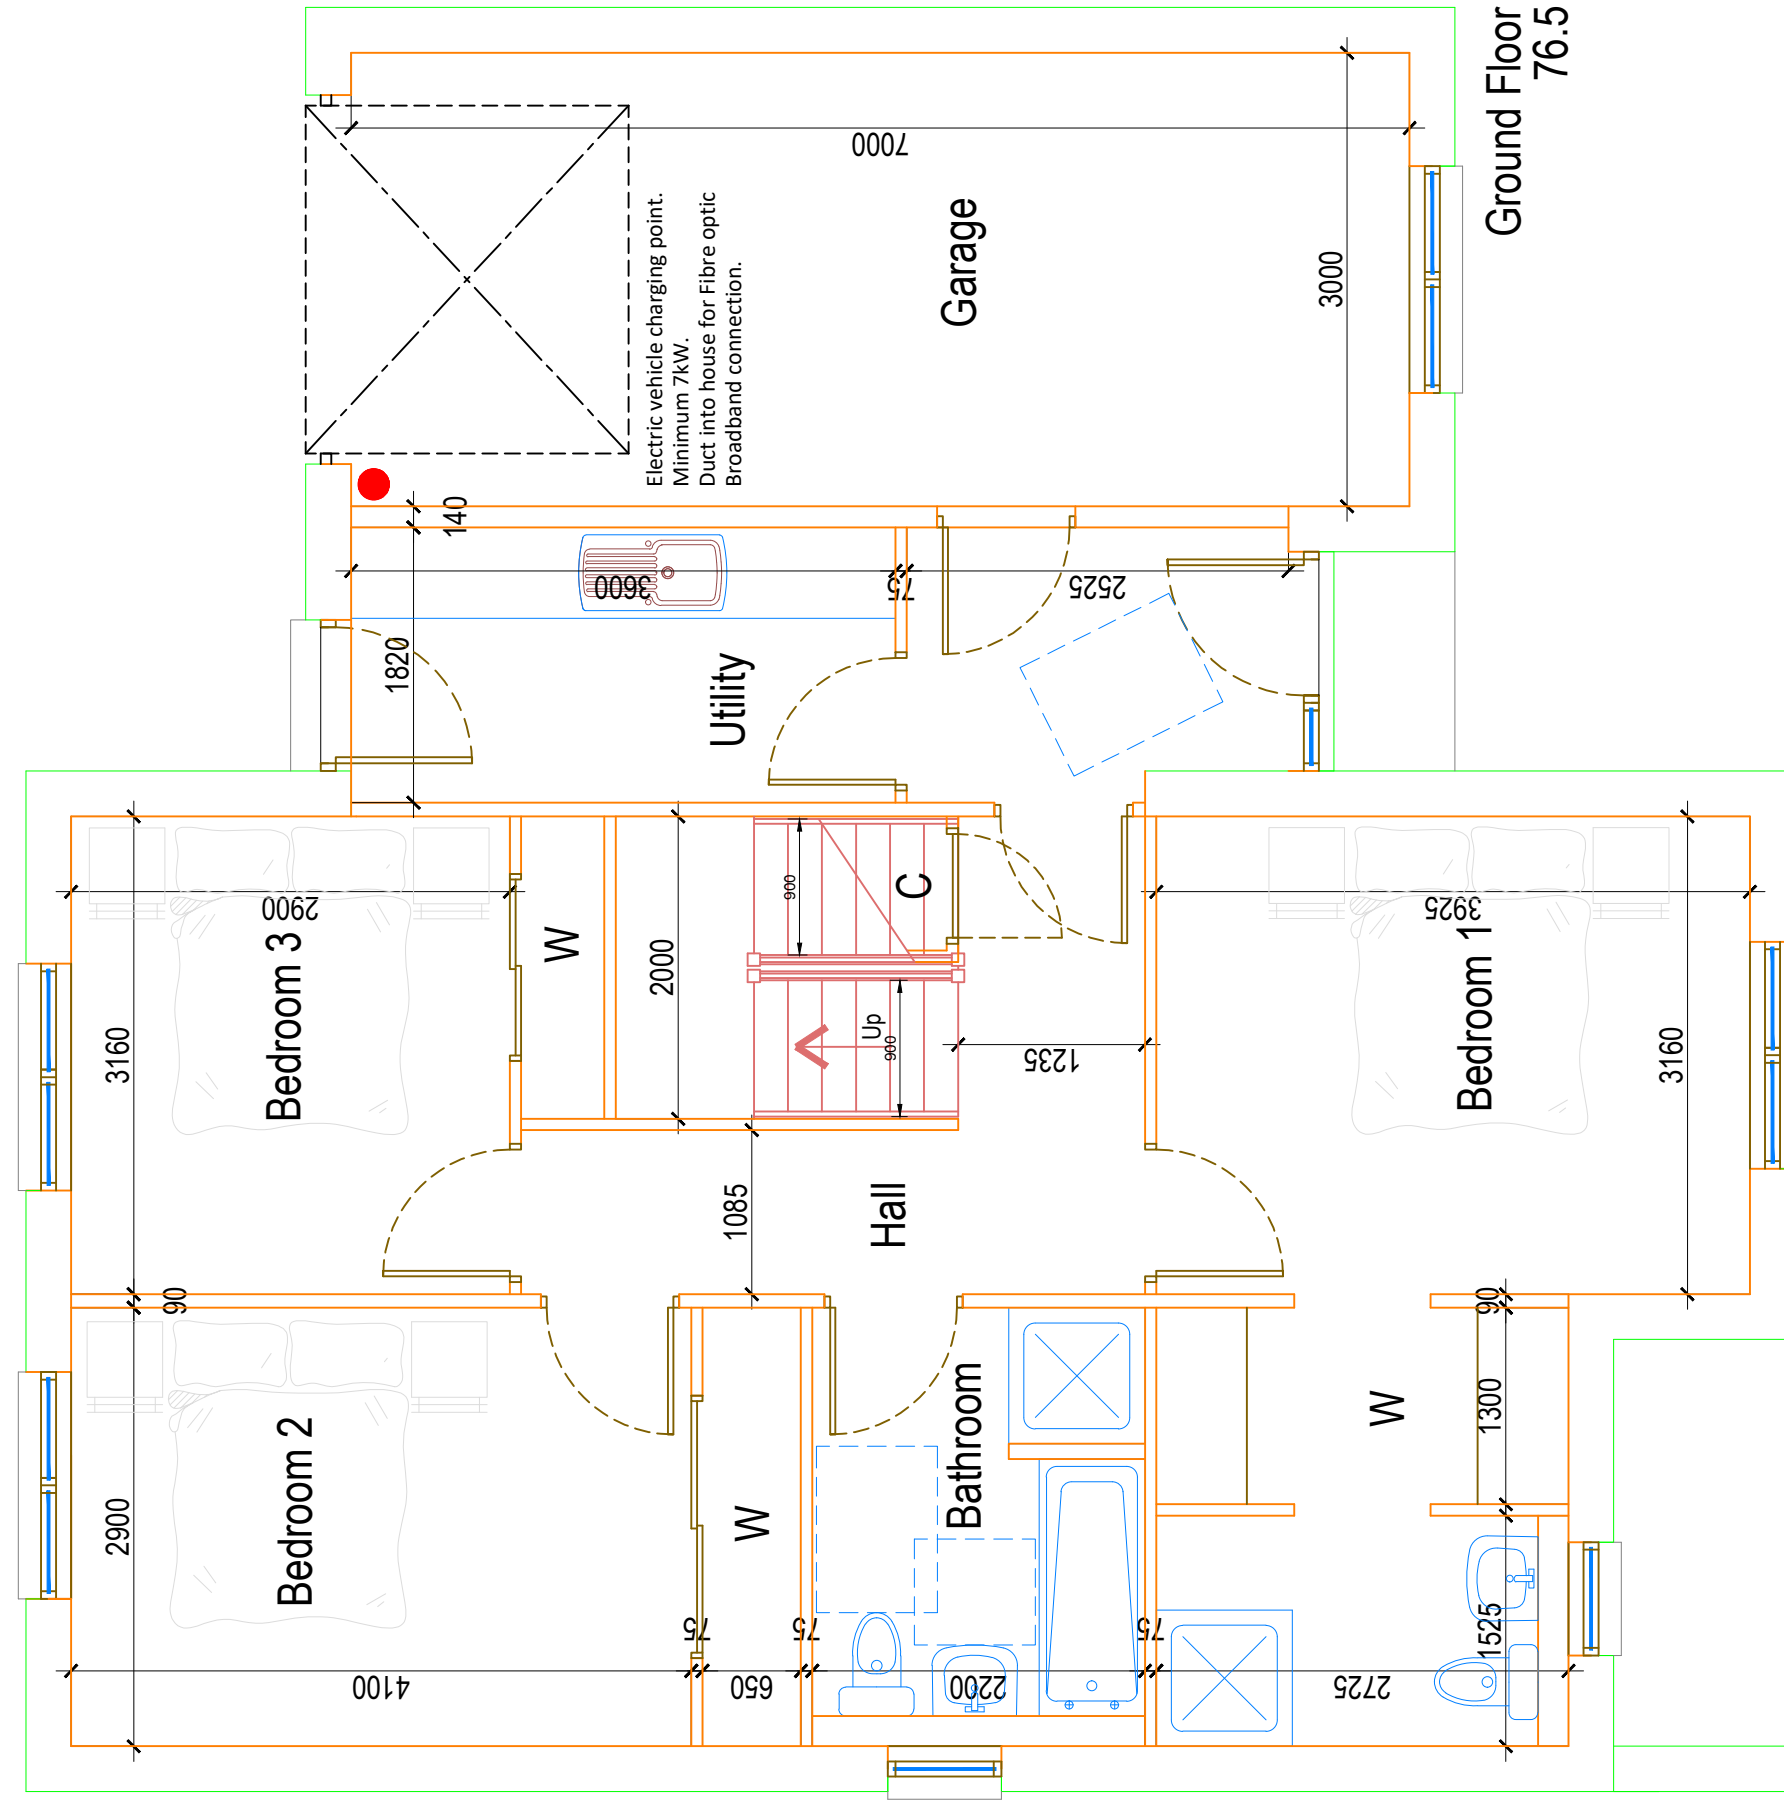 Ground Floor
76.5
7000
Garage
3000
Electric vehicle charging point.
Minimum 7kW.
Duct into house for Fibre optic
Broadband connection.
140
3600
75
2525
1820
Utility
2900
3160
Bedroom 3
W
2000
900
C
Up
900
1235
3925
Bedroom 1
3160
1085
Hall
90
90
2900
Bedroom 2
W
Bathroom
W
1300
1525
75
75
75
4100
650
2200
2725